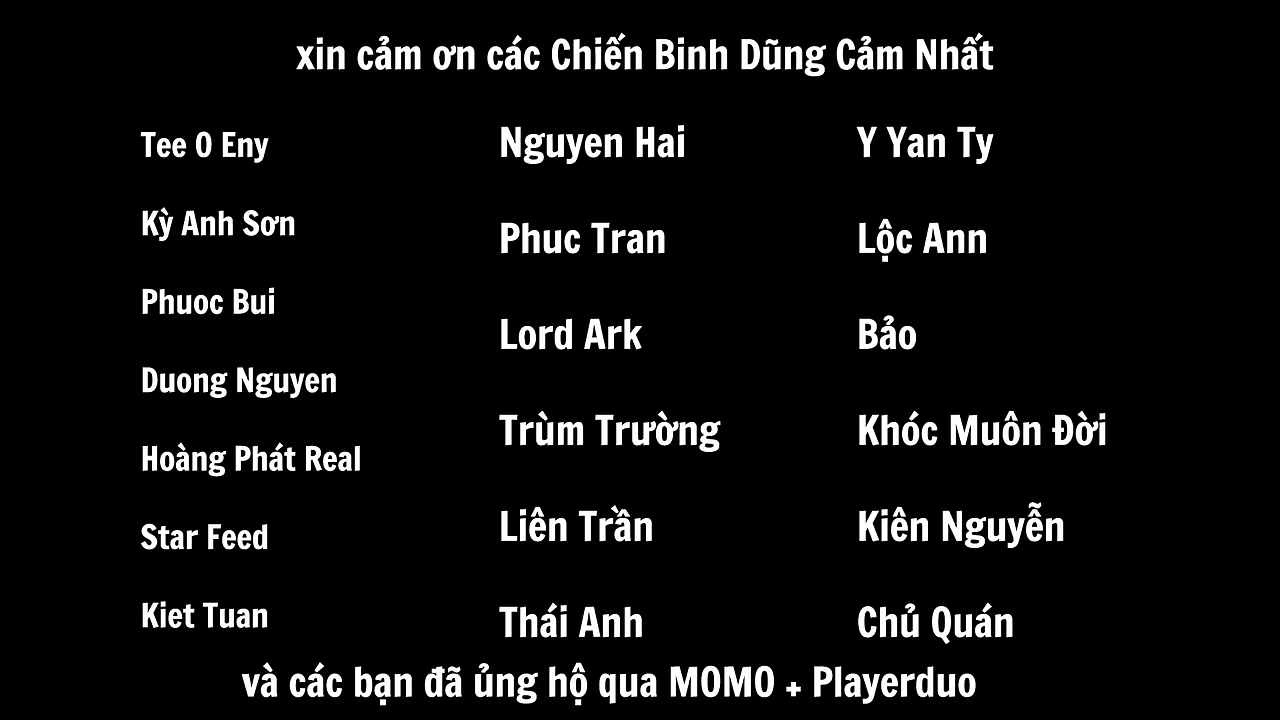 xin cảm ơn các Chiến Binh Dũng Cảm Nhất
Tee O Eny
Kỳ Anh Sơn
Phuoc Bui
Duong Nguyen
Hoàng Phát Real
Star Feed
Kiet Tuan
Nguyen Hai
Phuc Tran
Lord Ark
Trùm Trường
Liên Trần
Thái Anh
Y Yan Ty
Lộc Ann
Bảo
Khóc Muôn Đời
Kiên Nguyễn
Chủ Quán
và các bạn đã ủng hộ qua MOMO + Playerduo